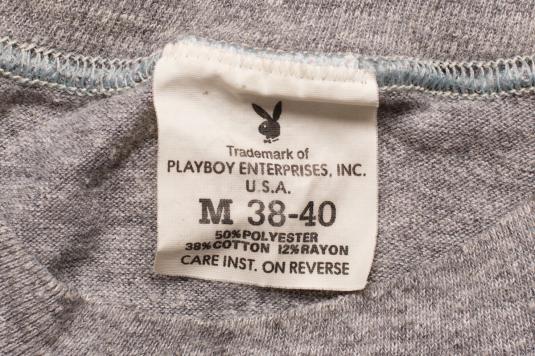 Trademark of
PLAYBOY ENTERPRISES, INC.
U.S.A.
M 38-40
50% POLYESTER
38% COTTON 12% RAYON
CARE INST. ON REVERSE